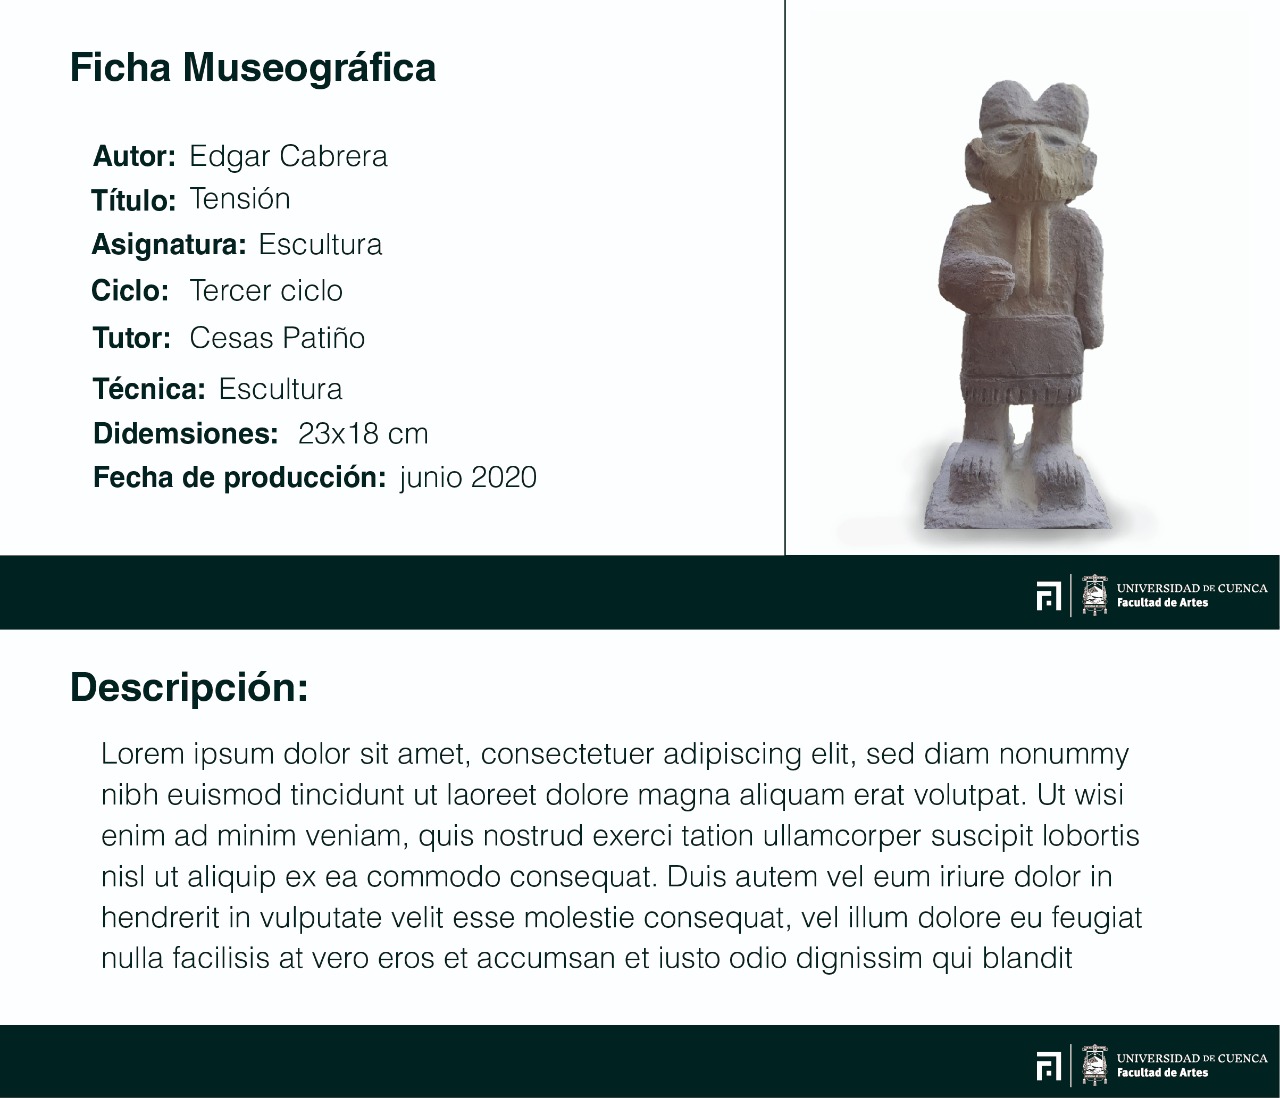 Ficha Museográfica
Autor: Edgar Cabrera
Título: Tensión
Asignatura: Escultura
Ciclo: Tercer ciclo
Tutor: Cesas Patiño
Técnica: Escultura
Didemsiones: 23x18 cm
Fecha de producción: junio 2020
UNIVERSIDAD DE CUENCA
Facultad de Artes
Descripción:
Lorem ipsum dolor sit amet, consectetuer adipiscing elit, sed diam nonummy
nibh euismod tincidunt ut laoreet dolore magna aliquam erat volutpat. Ut wisi
enim ad minim veniam, quis nostrud exerci tation ullamcorper suscipit lobortis
nisl ut aliquip ex ea commodo consequat. Duis autem vel eum iriure dolor in
hendrerit in vulputate velit esse molestie consequat, vel illum dolore eu feugiat
nulla facilisis at vero eros et accumsan et iusto odio dignissim qui blandit
UNIVERSIDAD DE CUENCA
Facultad de Artes